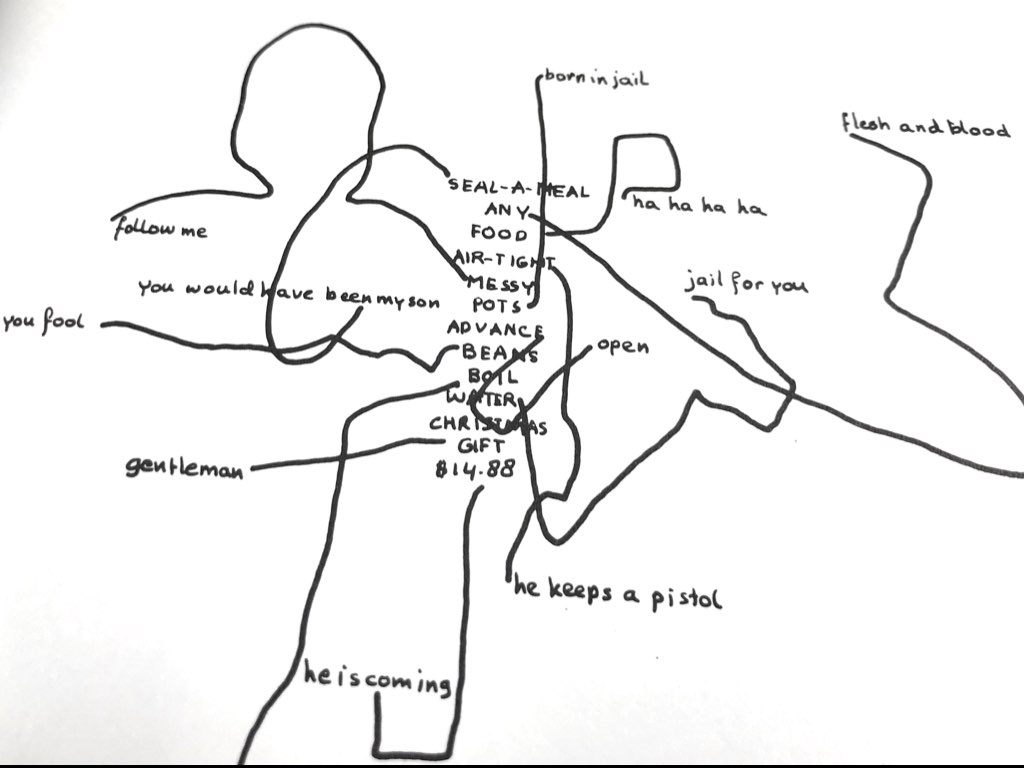 born in jail
flesh and blood
SEAL-A-MEAL
ha ha ha ha
ANY
follow me
FOOD
AIR-TIGHT
MESSY
jail for you
you would have been my son
POTS
you fool
ADVANCE
open
BEANS
BOIL
WATER
CHRISTMAS
GIFT
gentleman
$14.88
he keeps a pistol
he is coming